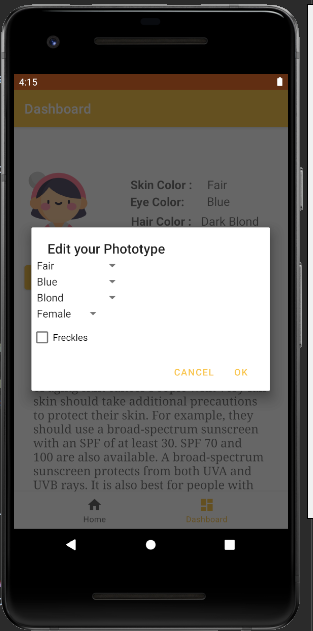 4:15
Dashboard
Skin Color : Fair
Eye Color: Blue
Hair Color : Dark Blond
Edit your Phototype
Fair
Blue
Blond
Female
Freckles
CANCEL OK
skin should take additional precautions
to protect their skin. For example, they
should use a broad-spectrum sunscreen
with an SPF of at least 30. SPF 70 and
100 are also available. A broad-spectrum
sunscreen protects from both UVA and
UVB rays. It is also best for people with
Home Dashboard